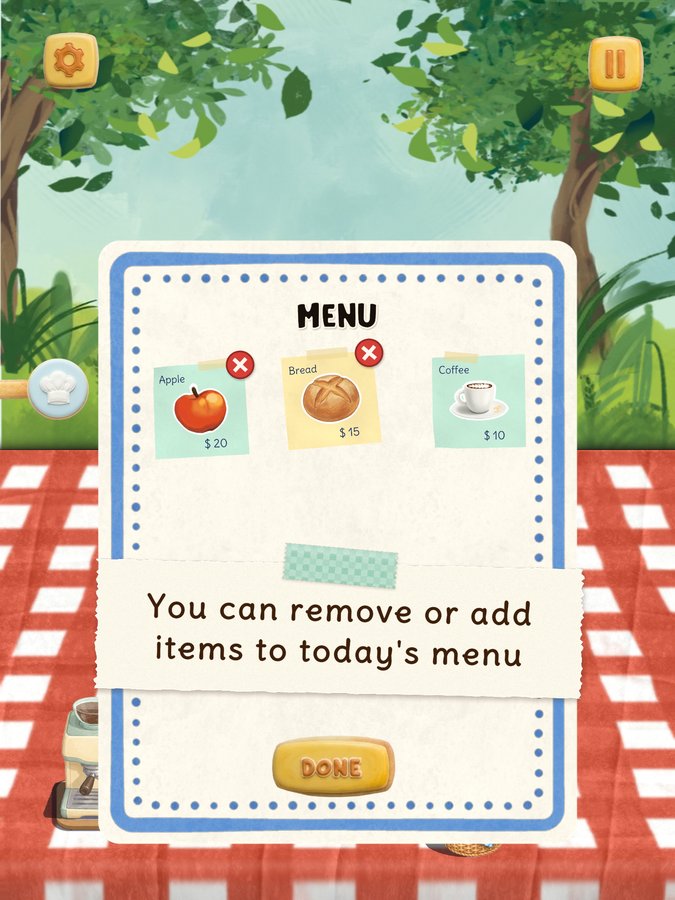 MENU
Apple
$20
Bread
$15
Coffee
$10
You can remove or add
items to today's menu
DONE